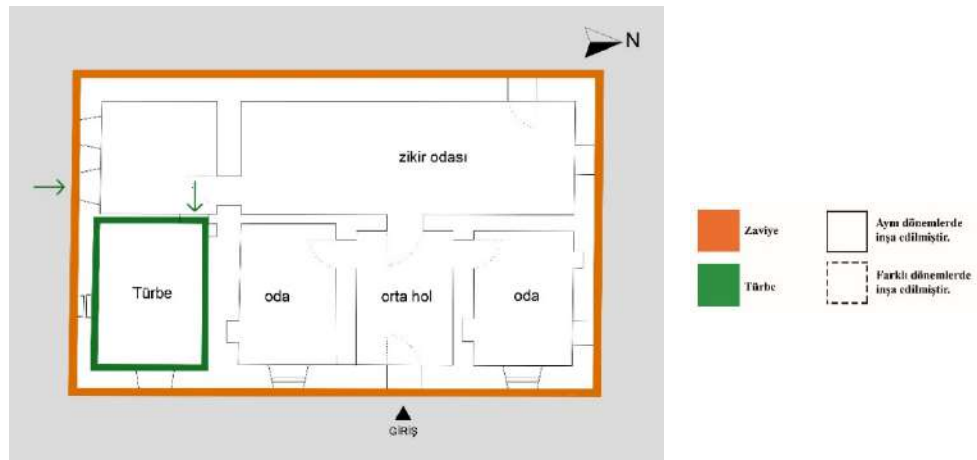 N
zikir odası
Türbe
oda
orta hol
oda
GİRİŞ
Zaviye
Türbe
Aynı dönemlerde
inşa edilmiştir.
Farklı dönemlerde
inşa edilmiştir.